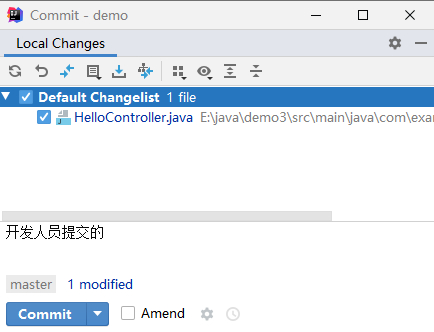 Commit - demo
Local Changes
Default Changelist 1 file
HelloController.java E:\java\demo3\src\main\java\com\exa
开发人员提交的
master 1 modified
Commit Amend